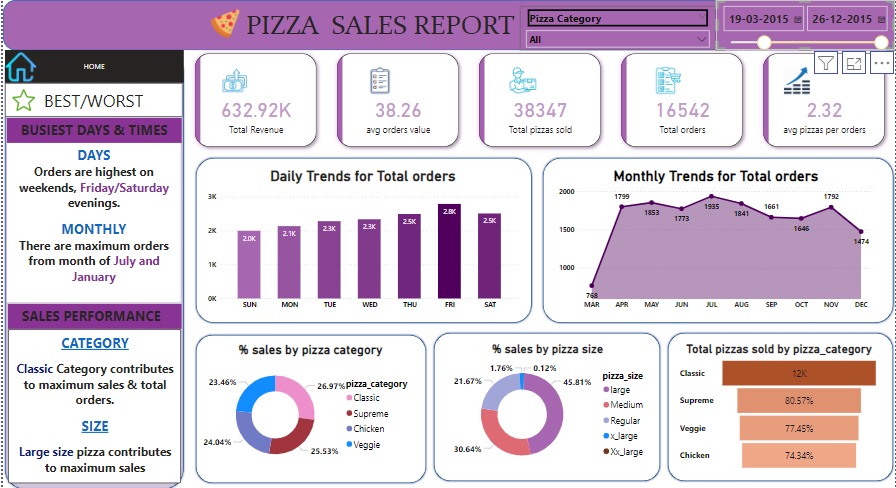 PIZZA SALES REPORT
Pizza Category
All
19-03-2015
26-12-2015
HOME
BEST/WORST
BUSIEST DAYS & TIMES
DAYS
Orders are highest on
weekends, Friday/Saturday
evenings.
MONTHLY
There are maximum orders
from month of July and
January
SALES PERFORMANCE
CATEGORY
Classic Category contributes
to maximum sales & total
orders.
SIZE
Large size pizza contributes
to maximum sales
632.92K
Total Revenue
38.26
avg orders value
38347
Total pizzas sold
16542
Total orders
2.32
avg pizzas per orders
Daily Trends for Total orders
3K
2K
1K
0K
2.0K
2.1K
2.3K
2.3K
2.5K
2.8K
2.5K
SUN
MON
TUE
WED
THU
FRI
SAT
Monthly Trends for Total orders
2000
1500
1000
768
1799
1853
1773
1935
1841
1661
1646
1792
1474
MAR
APR
MAY
JUN
JUL
AUG
SEP
OCT
NOV
DEC
% sales by pizza category
23.46%
26.97%
24.04%
25.53%
pizza_category
Classic
Supreme
Chicken
Veggie
% sales by pizza size
1.76%
0.12%
21.67%
45.81%
30.64%
pizza_size
large
Medium
Regular
x_large
Xx_large
Total pizzas sold by pizza_category
Classic
12K
Supreme
80.57%
Veggie
77.45%
Chicken
74.34%